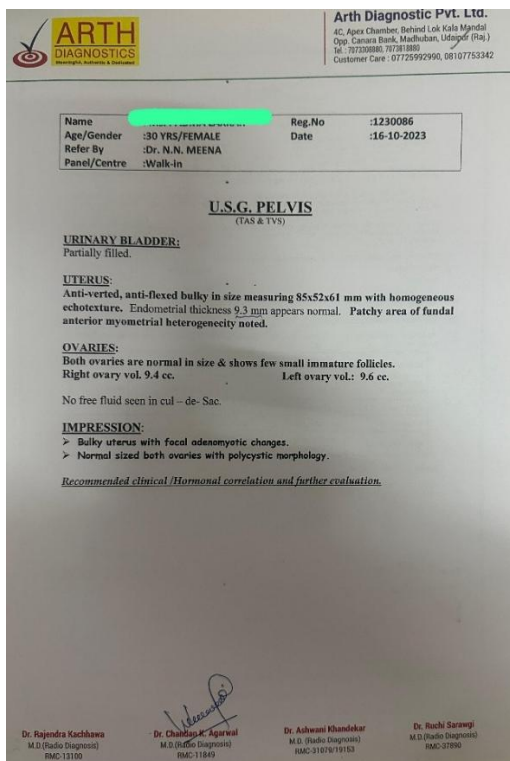 ARTH
DIAGNOSTICS
Meaningful, Authentic & Dedicated
Arth Diagnostic Pvt. Ltd.
4C, Apex Chamber, Behind Lok Kala Mandal
Opp. Canara Bank, Madhuban, Udaipur (Raj.)
Tel.: 7073308880, 7073818880
Customer Care : 07725992990, 08107753342
Name
Reg.No :1230086
Age/Gender :30 YRS/FEMALE Date :16-10-2023
Refer By :Dr. N.N. MEENA
Panel/Centre :Walk-in
U.S.G. PELVIS
(TAS & TVS)
URINARY BLADDER:
Partially filled.
UTERUS:
Anti-verted, anti-flexed bulky in size measuring 85x52x61 mm with homogeneous
echotexture. Endometrial thickness 9.3 mm appears normal. Patchy area of fundal
anterior myometrial heterogenecity noted.
OVARIES:
Both ovaries are normal in size & shows few small immature follicles.
Right ovary vol. 9.4 cc. Left ovary vol.: 9.6 cc.
No free fluid seen in cul – de- Sac.
IMPRESSION:
➢ Bulky uterus with focal adenomyotic changes.
➢ Normal sized both ovaries with polycystic morphology.
Recommended clinical /Hormonal correlation and further evaluation.
Dr. Rajendra Kachhawa
M.D.(Radio Diagnosis)
RMC-13100
Dr. Chandan K. Agarwal
M.D.(Radio Diagnosis)
RMC-11849
Dr. Ashwani Khandekar
M.D. (Radio Diagnosis)
RMC-31079/19153
Dr. Ruchi Sarawgi
M.D.(Radio Diagnosis)
RMC-37890